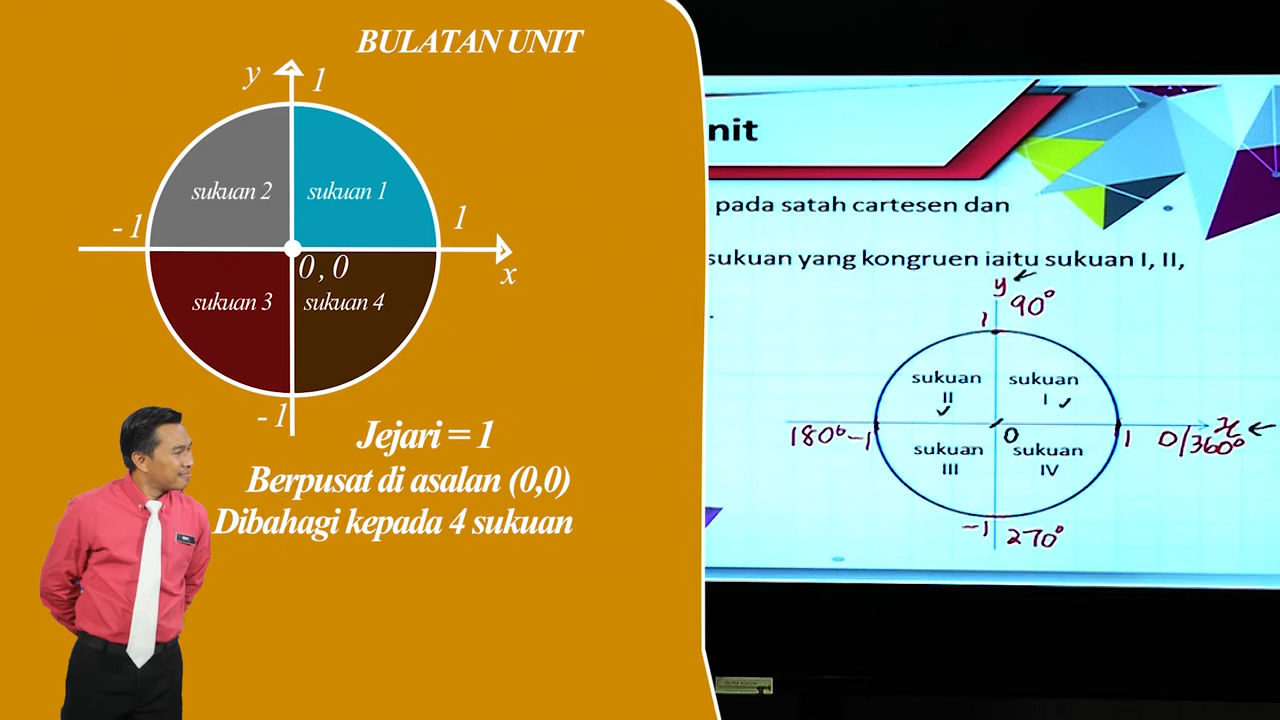 BULATAN UNIT
y
1
sukuan 2
sukuan 1
-1
1
0,0
x
sukuan 3
sukuan 4
-1
Jejari = 1
Berpusat di asalan (0,0)
Dibahagi kepada 4 sukuan
nit
pada satah cartesen dan
sukuan yang kongruen iaitu sukuan I, II,
y
1 90°
sukuan
II
sukuan
I
180° -1
0
1 0/360°
x
sukuan
III
sukuan
IV
-1 270°